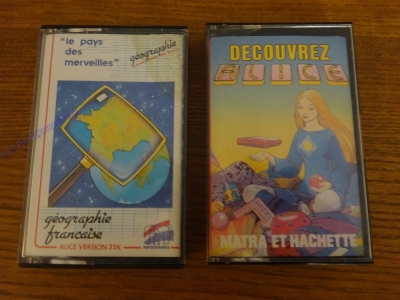 "le pays
des
merveilles"
géographie
géographie
française
ALICE VERSION 32K
DECOUVREZ
ALICE
MATRA ET HACHETTE